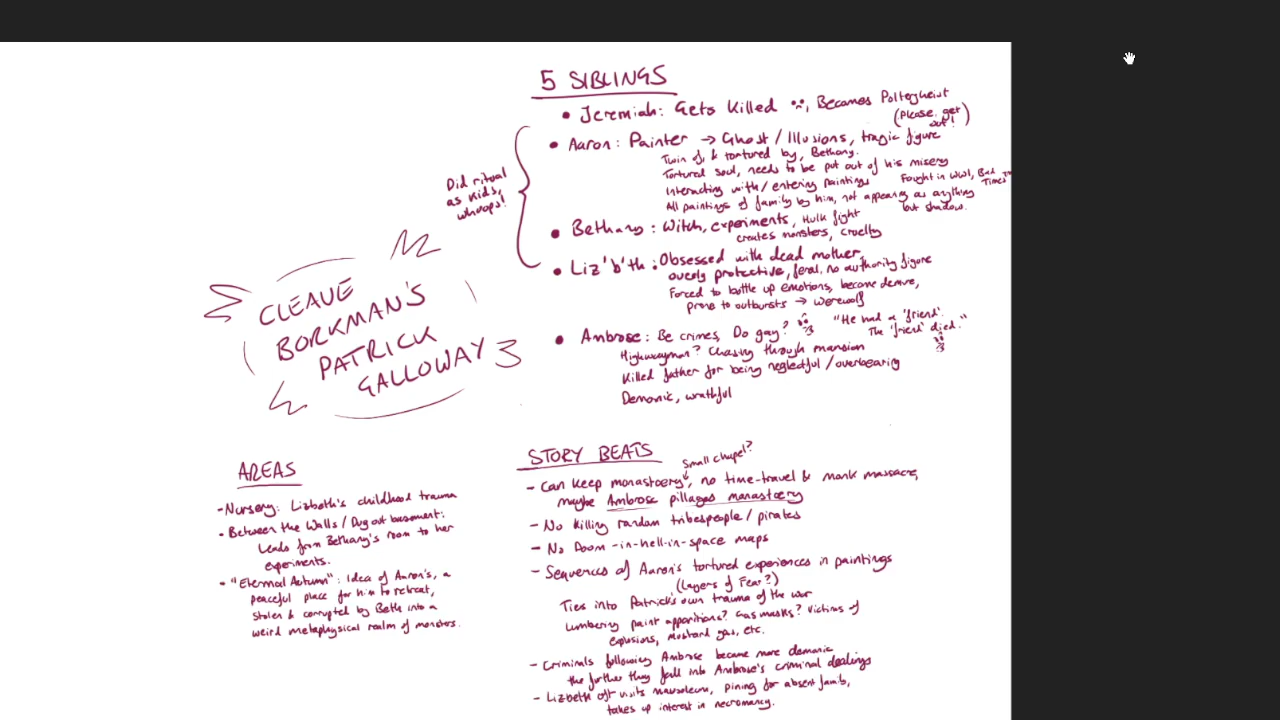 5 SIBLINGS
• Jeremiah: Gets Killed :(, Becomes Poltergheist
(Please get out!)
• Aaron: Painter → Ghost / Illusions, tragic figure
Twin of, & tortured by, Bethany.
Tortured soul, needs to be put out of his misery
Interacting with/entering paintings
Fought in WWI, Bad Times™
All paintings of family by him, not appearing as anything but shadow.
Did ritual
as kids,
whoops!
• Bethany: Witch, experiments, Hulk fight
creates monsters, cruelty
• Liz'b'th: Obsessed with dead mother,
overly protective, feral, no authority figure
Forced to bottle up emotions, become demure,
prone to outbursts → werewolf
• Ambrose: Be crimes, Do gay?
"He had a 'friend'.
The 'friend' died."
Highwayman? Chasing through mansion
Killed father for being neglectful/overbearing
Demonic, wrathful
CLEAVE
BORKMAN'S
PATRICK
GALLOWAY 3
AREAS
- Nursery: Lizbeth's childhood trauma
• Between the Walls / Dug out basement:
Leads from Bethany's room to her
experiments.
• "Eternal Autumn": Idea of Aaron's, a
peaceful place for him to retreat,
stolen & corrupted by Beth into a
weird metaphysical realm of monsters.
STORY BEATS
Small chapel?
- Can keep monastery, no time-travel & monk massacre,
maybe Ambrose pillages monastery
- No Killing random tribespeople/pirates
- No Doom-in-hell-in-space maps
- Sequences of Aaron's tortured experiences in paintings
(Layers of Fear?)
Ties into Patrick's own trauma of the war
Lumbering paint apparitions? Gas masks? Victims of
explosions, mustard gas, etc.
- Criminals following Ambrose became more demonic
the further they fall into Ambrose's criminal dealings
- Lizbeth oft visits mausoleum, pining for absent family,
takes up interest in necromancy.